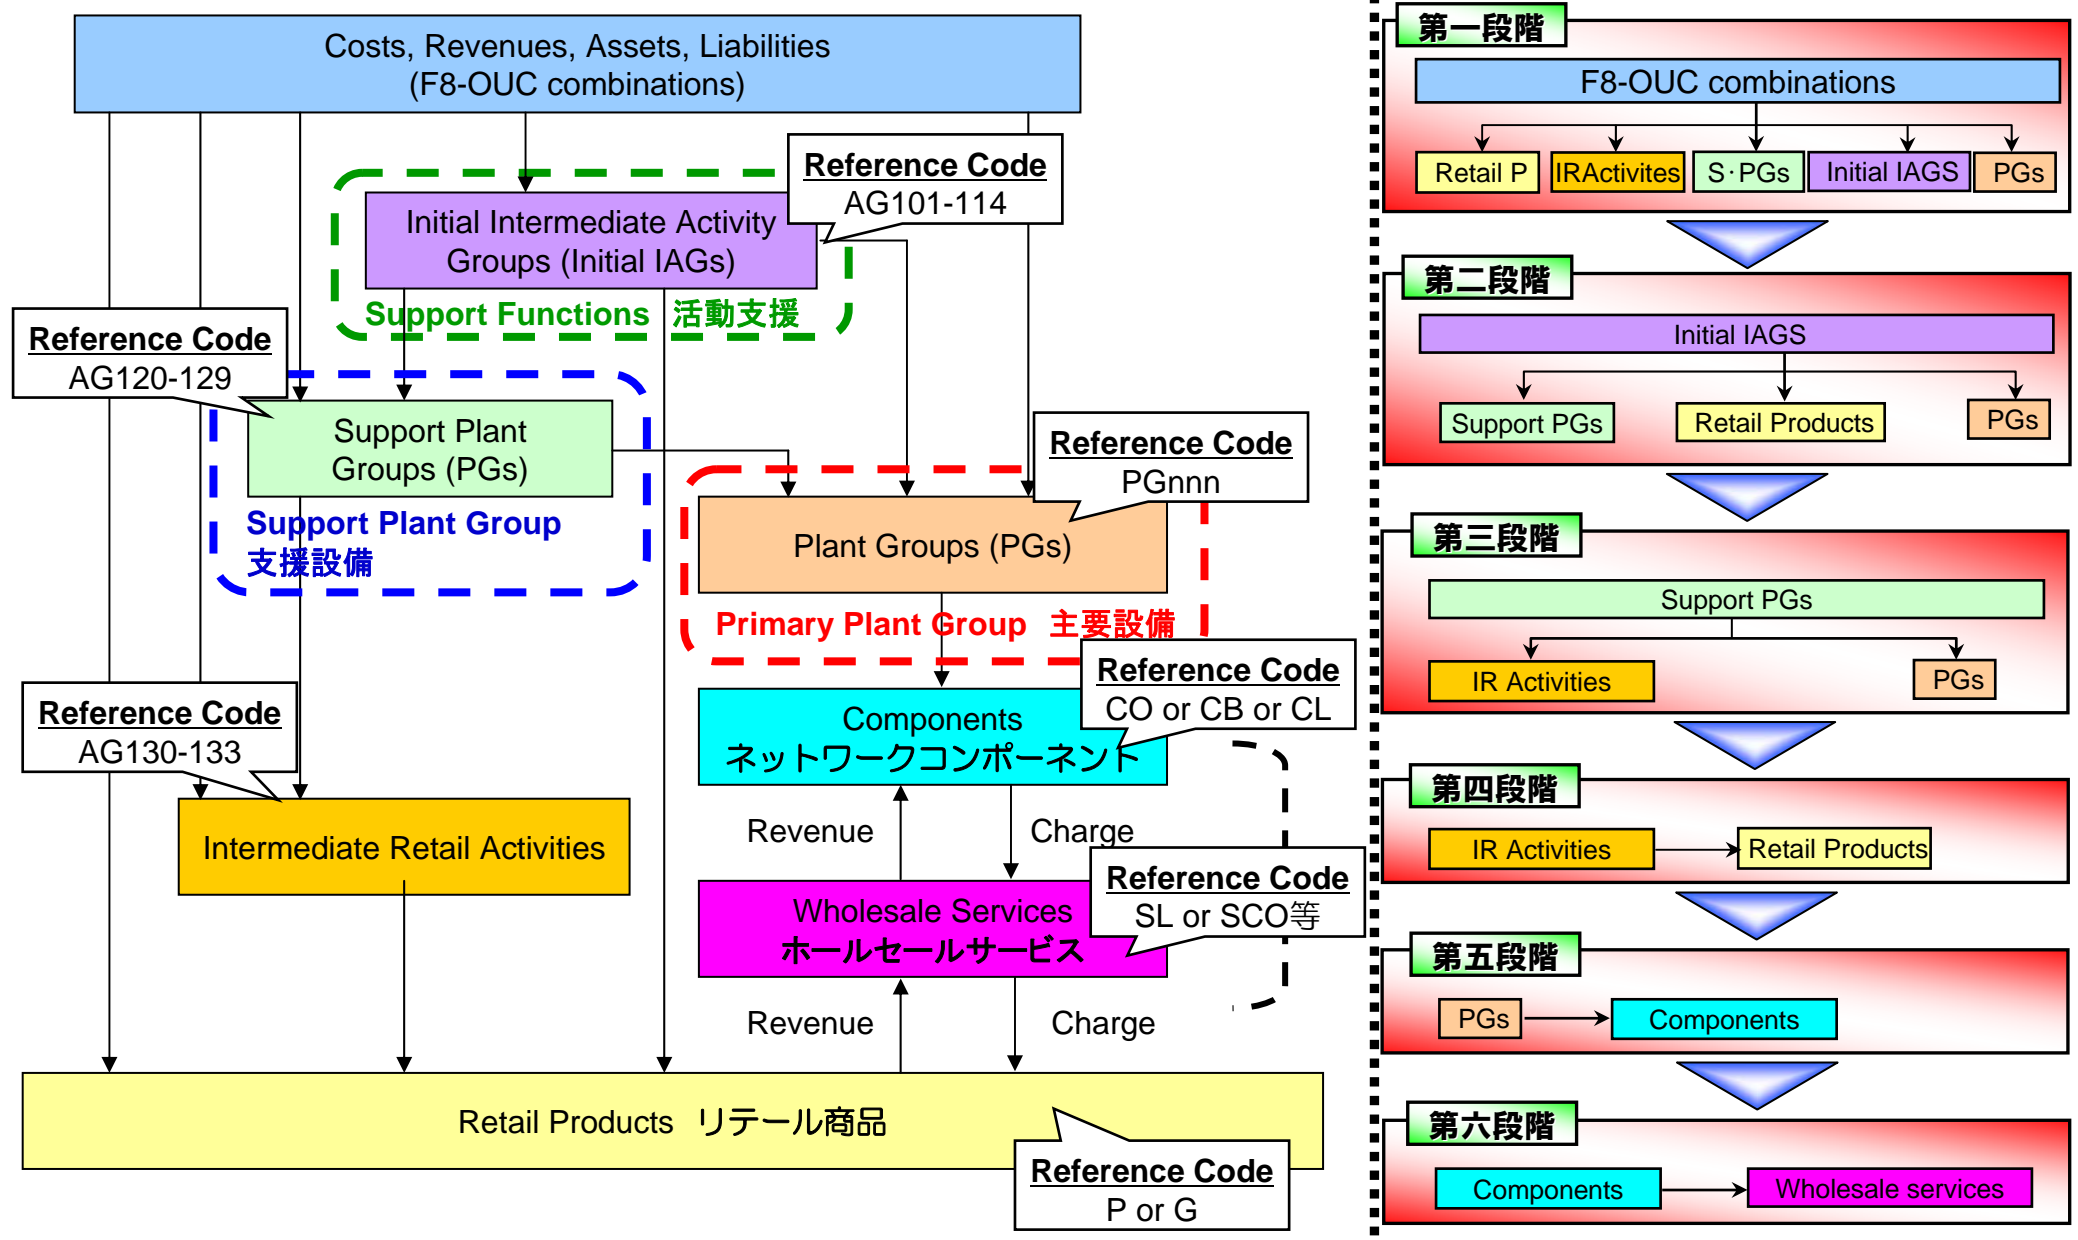 Costs, Revenues, Assets, Liabilities
(F8-OUC combinations)
Reference Code
AG101-114
Initial Intermediate Activity
Groups (Initial IAGs)
Support Functions 活動支援
Reference Code
AG120-129
Support Plant
Groups (PGs)
Support Plant Group
支援設備
Reference Code
PGnnn
Plant Groups (PGs)
Primary Plant Group 主要設備
Reference Code
CO or CB or CL
Components
ネットワークコンポーネント
Reference Code
AG130-133
Intermediate Retail Activities
Revenue
Charge
Reference Code
SL or SCO等
Wholesale Services
ホールセールサービス
Revenue
Charge
Retail Products リテール商品
Reference Code
P or G
第一段階
F8-OUC combinations
Retail P
IRActivites
S･PGs
Initial IAGS
PGs
第二段階
Initial IAGS
Support PGs
Retail Products
PGs
第三段階
Support PGs
IR Activities
PGs
第四段階
IR Activities
Retail Products
第五段階
PGs
Components
第六段階
Components
Wholesale services